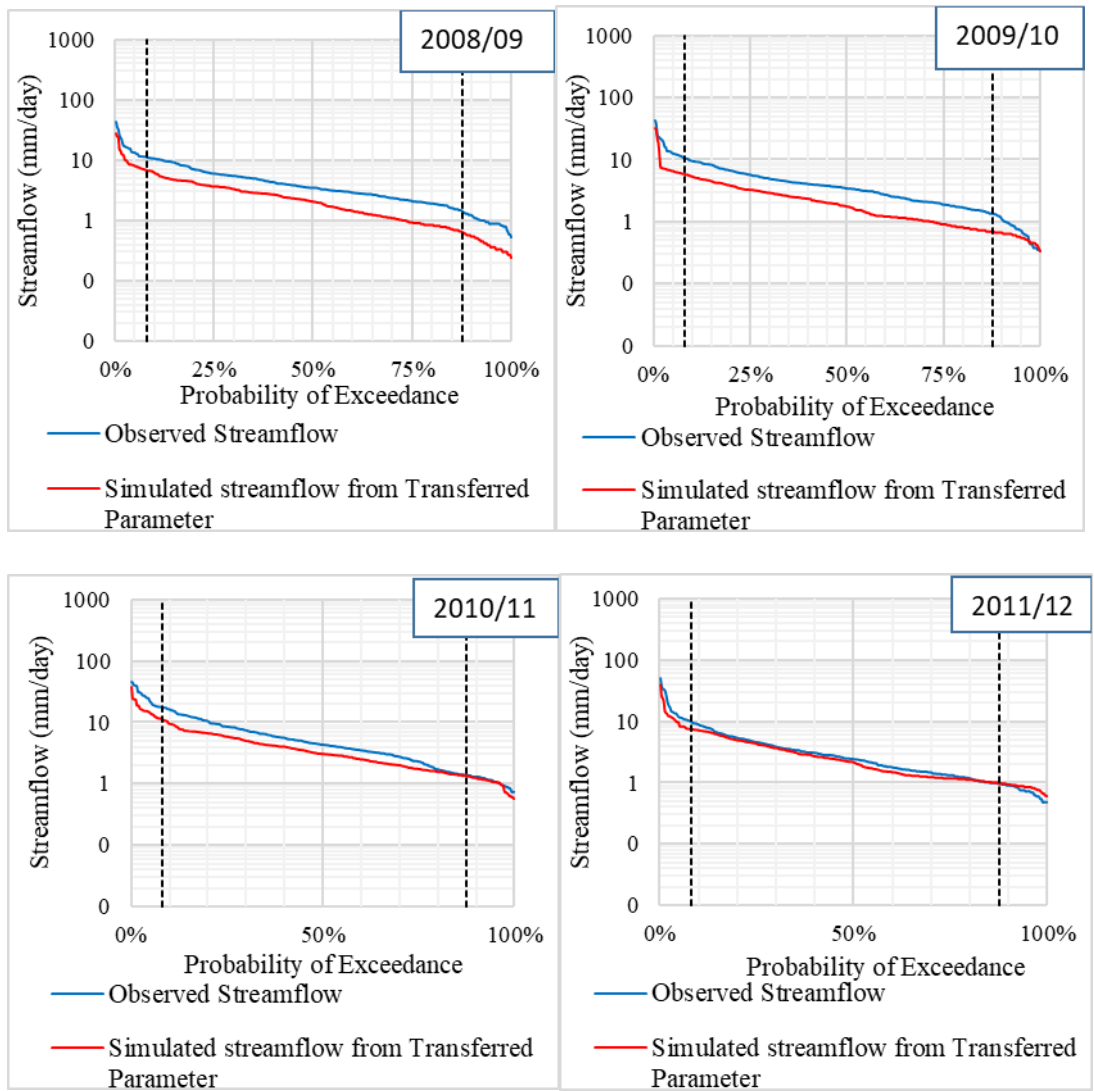 2008/09
Streamflow (mm/day)
1000
100
10
1
0
0
0% 25% 50% 75% 100%
Probability of Exceedance
Observed Streamflow
Simulated streamflow from Transferred
Parameter
2009/10
Streamflow (mm/day)
1000
100
10
1
0
0
0% 25% 50% 75% 100%
Probability of Exceedance
Observed Streamflow
Simulated streamflow from Transferred
Parameter
2010/11
Streamflow (mm/day)
1000
100
10
1
0
0
0% 50% 100%
Probability of Exceedance
Observed Streamflow
Simulated streamflow from Transferred
Parameter
2011/12
Streamflow (mm/day)
1000
100
10
1
0
0
0% 50% 100%
Probability of Exceedance
Observed Streamflow
Simulated streamflow from Transferred
Parameter